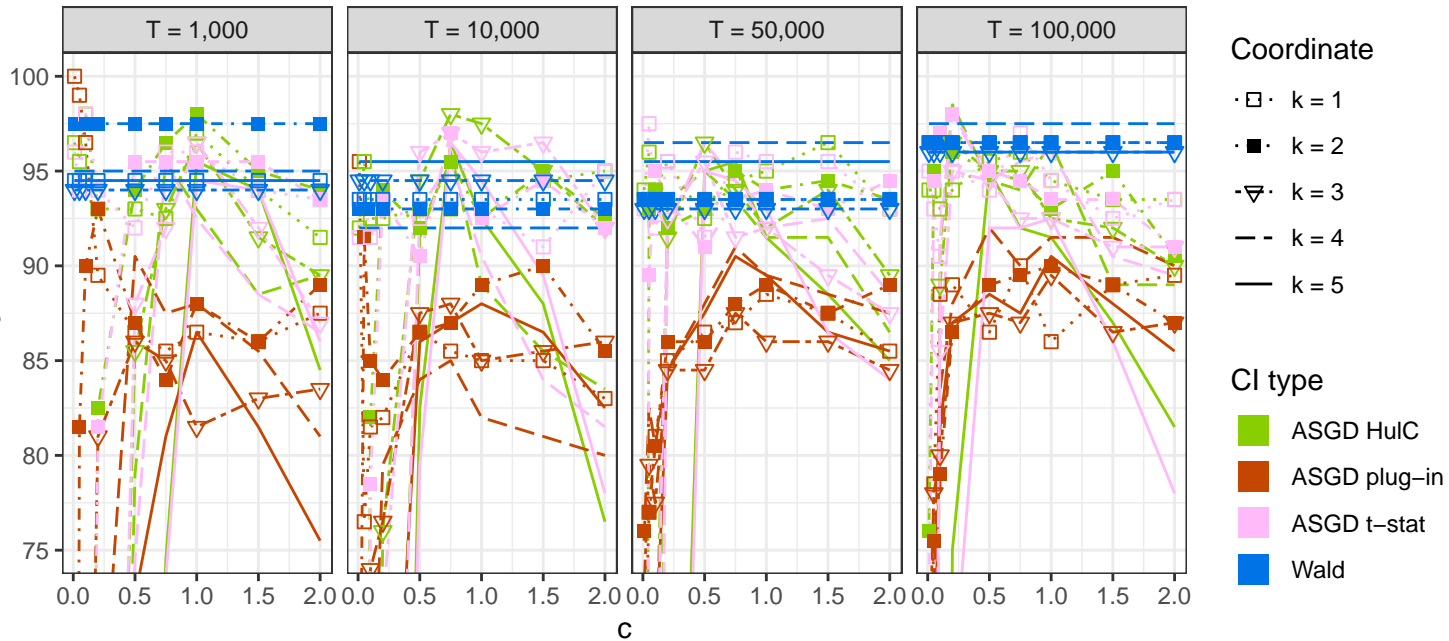 T = 1,000
T = 10,000
T = 50,000
T = 100,000
100
95
90
85
80
75
0.0 0.5 1.0 1.5 2.0
0.0 0.5 1.0 1.5 2.0
0.0 0.5 1.0 1.5 2.0
0.0 0.5 1.0 1.5 2.0
c
Coordinate
k = 1
k = 2
k = 3
k = 4
k = 5
CI type
ASGD HulC
ASGD plug−in
ASGD t−stat
Wald